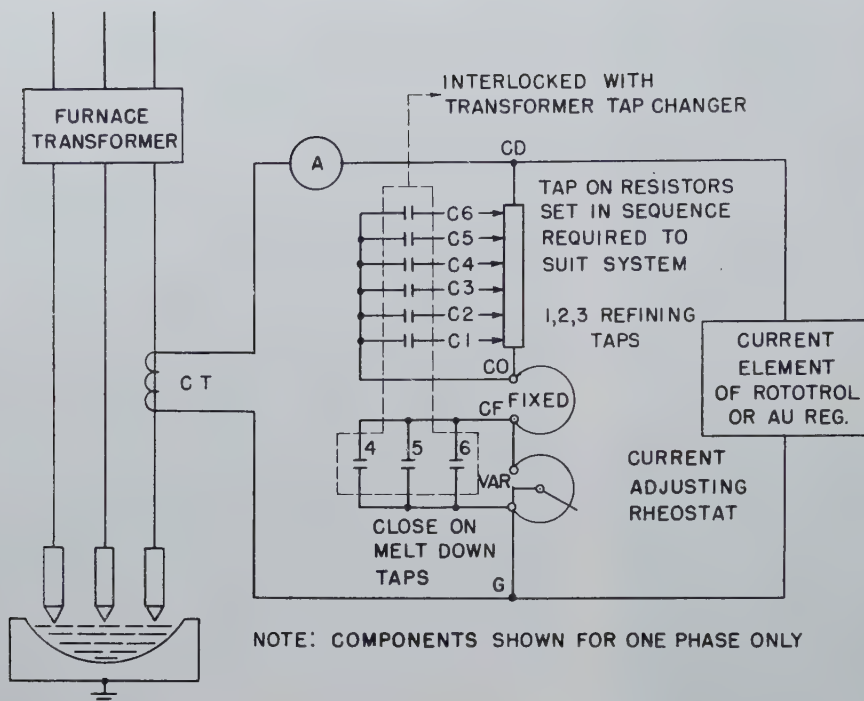 INTERLOCKED WITH
TRANSFORMER TAP CHANGER
FURNACE
TRANSFORMER
A
CD
TAP ON RESISTORS
SET IN SEQUENCE
REQUIRED TO
SUIT SYSTEM
C6
C5
C4
C3
C2
C1
1,2,3 REFINING
TAPS
CT
CO
FIXED
CF
CURRENT
ELEMENT
OF ROTOTROL
OR AU REG.
4
5
6
VAR
CURRENT
ADJUSTING
RHEOSTAT
CLOSE ON
MELT DOWN
TAPS
G
NOTE: COMPONENTS SHOWN FOR ONE PHASE ONLY